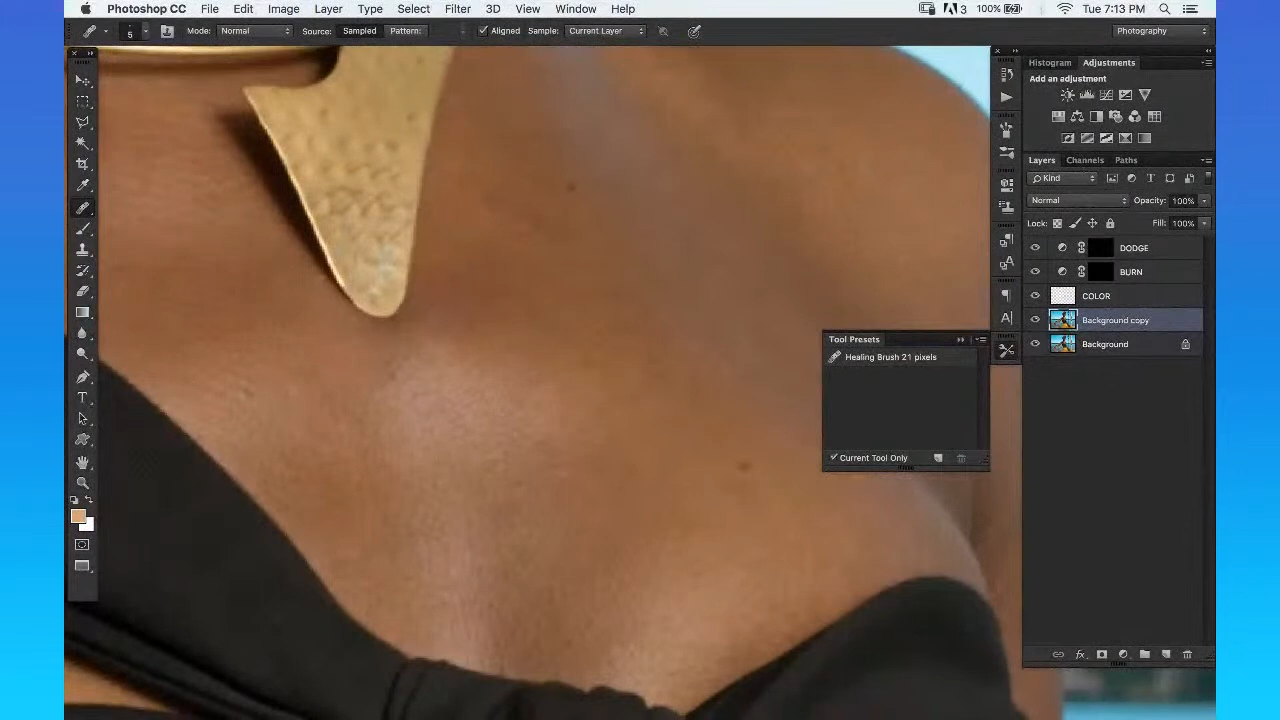 Photoshop CC File Edit Image Layer Type Select Filter 3D View Window Help 3 100% Tue 7:13 PM
5 Mode: Normal Source: Sampled Pattern: Aligned Sample: Current Layer Photography
Histogram Adjustments
Add an adjustment
Layers Channels Paths
Kind
Normal Opacity: 100%
Lock: Fill: 100%
DODGE
BURN
COLOR
Background copy
Background
Tool Presets
Healing Brush 21 pixels
Current Tool Only